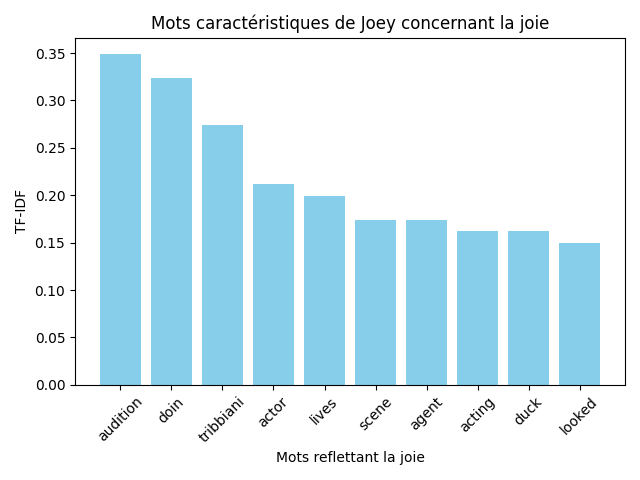 Mots caractéristiques de Joey concernant la joie
TF-IDF
0.35
0.30
0.25
0.20
0.15
0.10
0.05
0.00
audition
doin
tribbiani
actor
lives
scene
agent
acting
duck
looked
Mots reflettant la joie